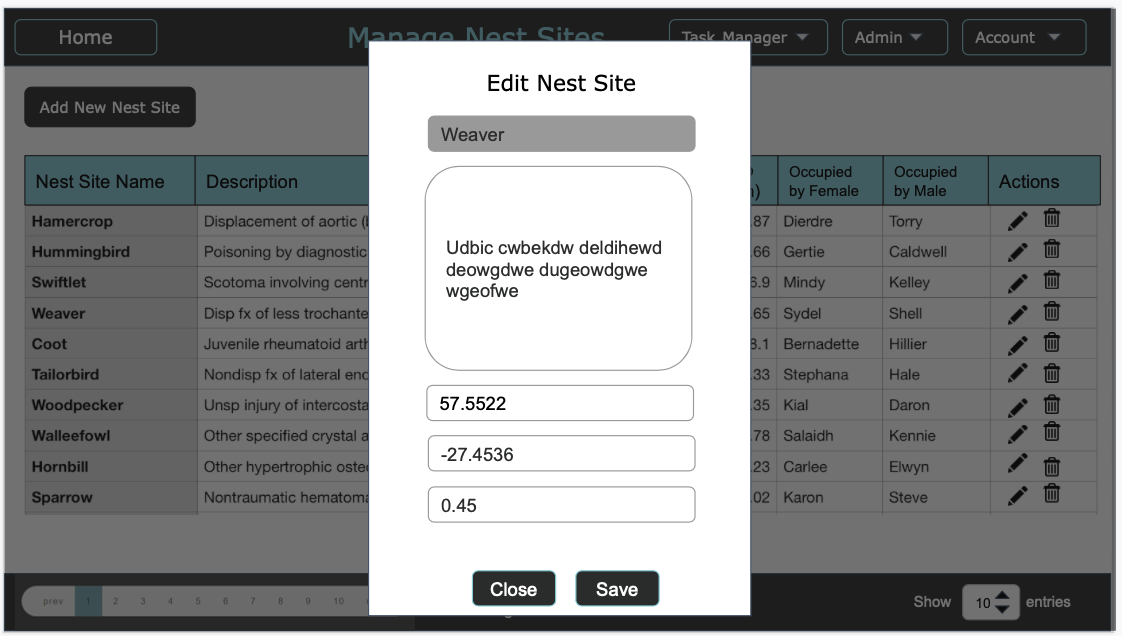 Home
Manage Nest Sites
Task Manager
Admin
Account
Add New Nest Site
Edit Nest Site
Weaver
Udbic cwbekdw deldihewd
deowgdwe dugeowdgwe
wgeofwe
57.5522
-27.4536
0.45
Close Save
Nest Site Name Description Occupied by Female Occupied by Male Actions
Hamercrop Displacement of aortic ( .87 Dierdre Torry
Hummingbird Poisoning by diagnostic .66 Gertie Caldwell
Swiftlet Scotoma involving centr 6.9 Mindy Kelley
Weaver Disp fx of less trochante .65 Sydel Shell
Coot Juvenile rheumatoid arth 3.1 Bernadette Hillier
Tailorbird Nondisp fx of lateral end .33 Stephana Hale
Woodpecker Unsp injury of intercosta .35 Kial Daron
Walleefowl Other specified crystal a .78 Salaidh Kennie
Hornbill Other hypertrophic oste .23 Carlee Elwyn
Sparrow Nontraumatic hematoma .02 Karon Steve
prev 1 2 3 4 5 6 7 8 9 10
Show 10 entries